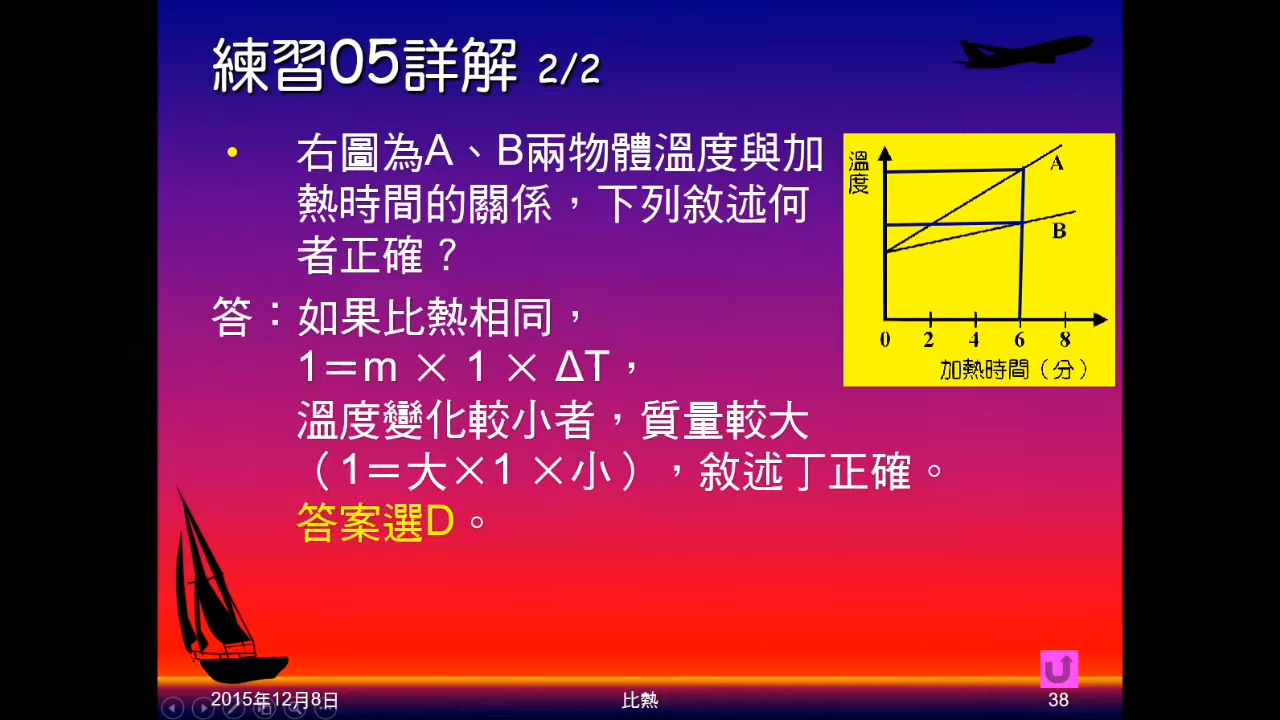 練習05詳解 2/2
• 右圖為A、B兩物體溫度與加
熱時間的關係，下列敘述何
者正確？
答：如果比熱相同，
1＝m × 1 × ΔT，
溫度變化較小者，質量較大
（1＝大×1 ×小），敘述丁正確。
答案選D。
溫度
A
B
0 2 4 6 8
加熱時間（分）
2015年12月8日
比熱
38